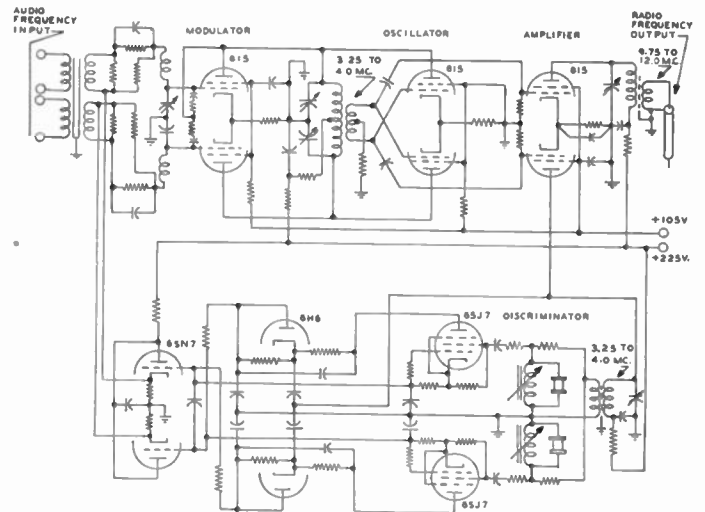 AUDIO
FREQUENCY
INPUT
MODULATOR
OSCILLATOR
AMPLIFIER
RADIO
FREQUENCY
OUTPUT
815
3.25 TO
4.0 MC.
815
815
9.75 TO
12.0 MC.
+105V
+225V.
6SN7
6H6
6SJ7
DISCRIMINATOR
3.25 TO
4.0 MC.
6SJ7